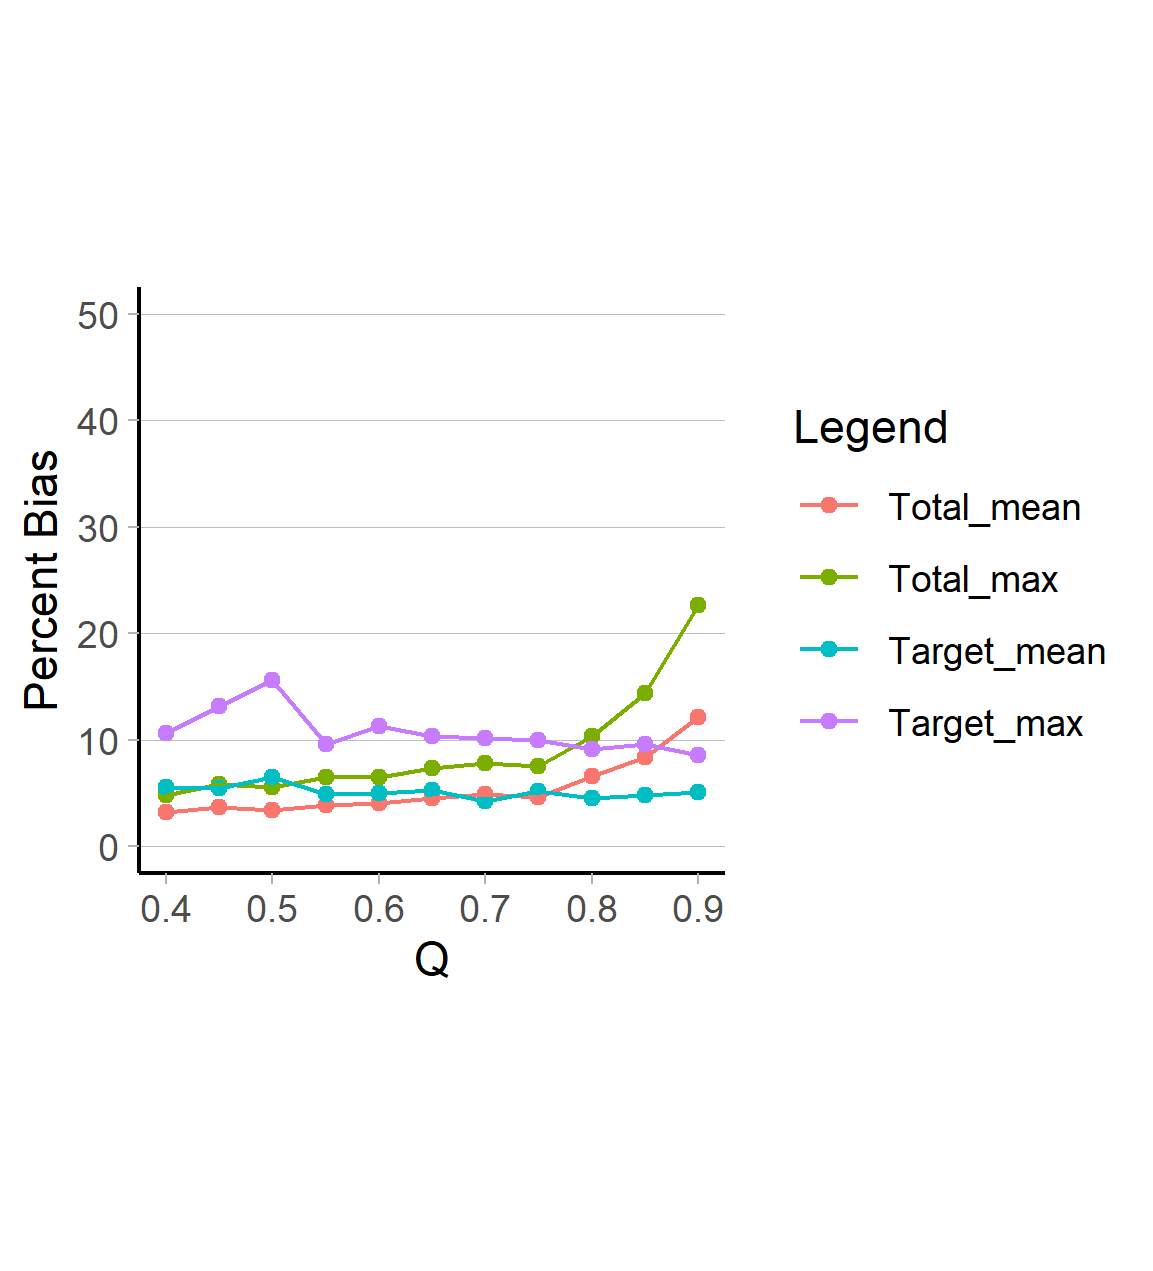 50
40
30
20
10
0
Percent Bias
0.4 0.5 0.6 0.7 0.8 0.9
Q
Legend
Total_mean
Total_max
Target_mean
Target_max